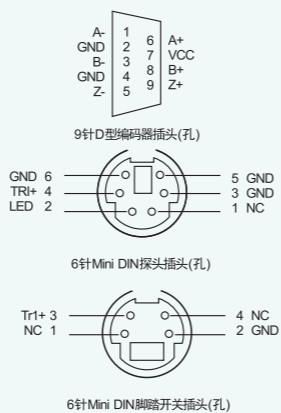 A- 1 6 A+
GND 2 7 VCC
B- 3 8 B+
GND 4 9 Z+
Z- 5
9针D型编码器插头(孔)
GND 6 5 GND
TRI+ 4 3 GND
LED 2 1 NC
6针Mini DIN探头插头(孔)
Tr1+ 3 4 NC
NC 1 2 GND
6针Mini DIN脚踏开关插头(孔)